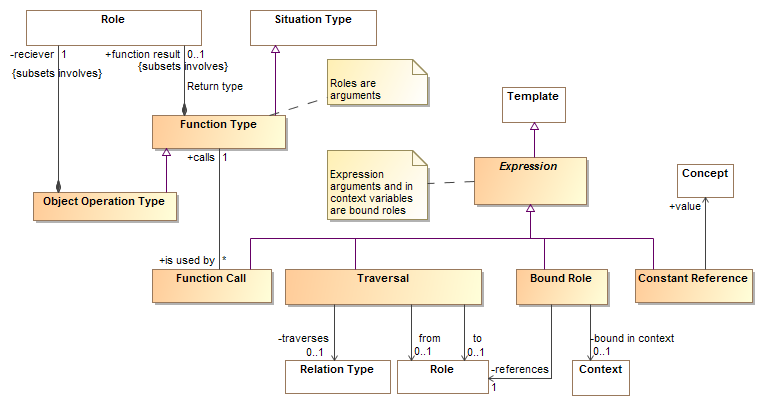 Role
Situation Type
-reciever 1
+function result 0..1
{subsets involves}
{subsets involves}
Return type
Roles are
arguments
Template
Function Type
+calls 1
Expression
Expression
arguments and in
context variables
are bound roles
Concept
Object Operation Type
+value
+is used by *
Function Call
Traversal
Bound Role
Constant Reference
-traverses
0..1
from
0..1
to
0..1
-bound in context
0..1
-references
1
Relation Type
Role
Context